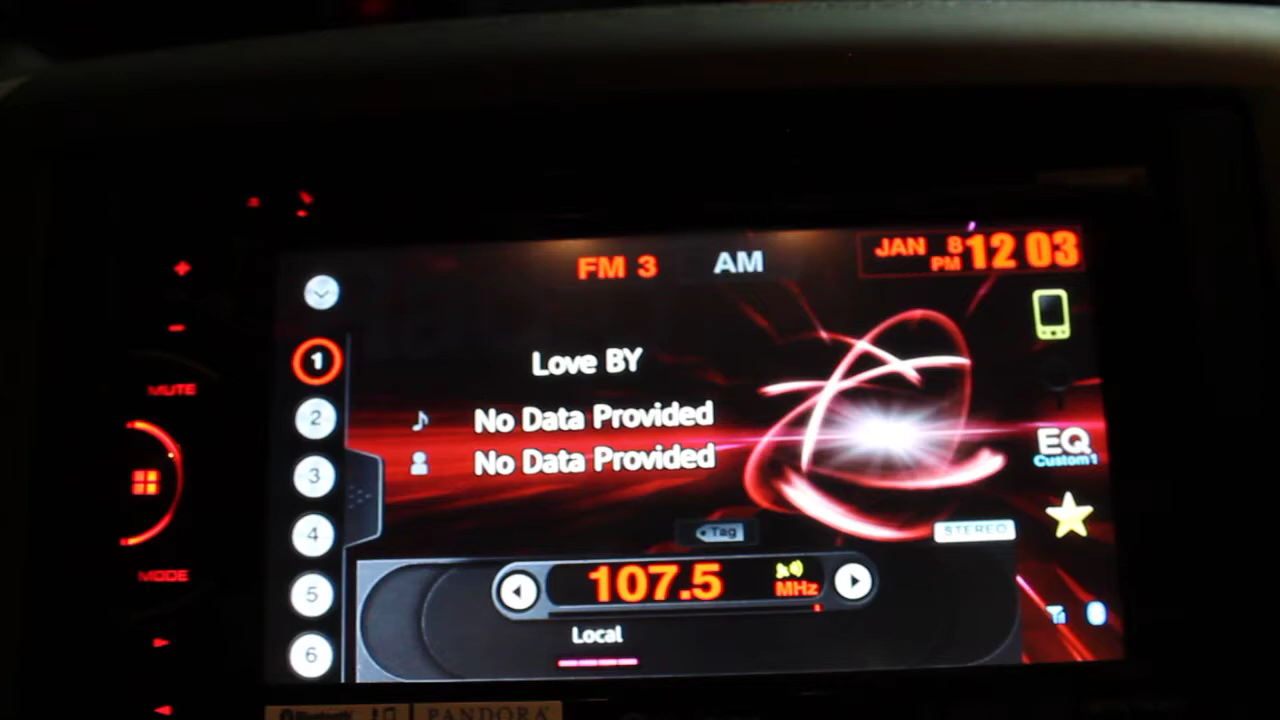 FM 3 AM JAN 8 PM 12 03
1
Love BY
MUTE
2
No Data Provided
EQ
Custom1
3
No Data Provided
4
Tag
STEREO
MODE
5
107.5 MHz
Local
6
Bluetooth
PANDORA